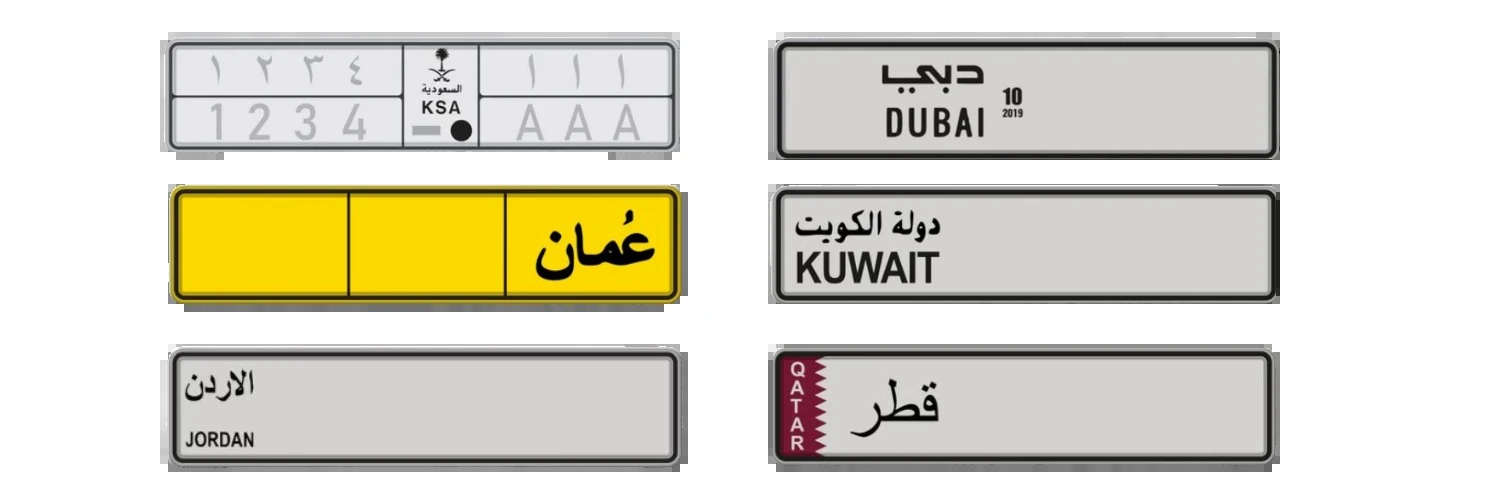 ١ ٢ ٣ ٤
السعودية
ا ا ا
1 2 3 4
KSA
A A A
دبي
DUBAI
10
2019
عُمان
دولة الكويت
KUWAIT
الاردن
JORDAN
QATAR
قطر